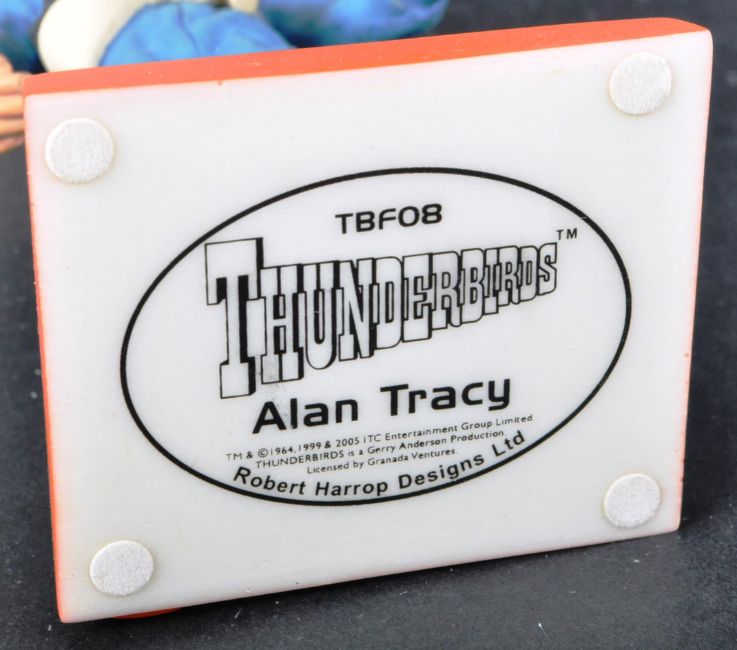 TBF08
THUNDERBIRDS™
Alan Tracy
TM & ©1964, 1999 & 2005 ITC Entertainment Group Limited
THUNDERBIRDS is a Gerry Anderson Production.
Licensed by Granada Ventures.
Robert Harrop Designs Ltd